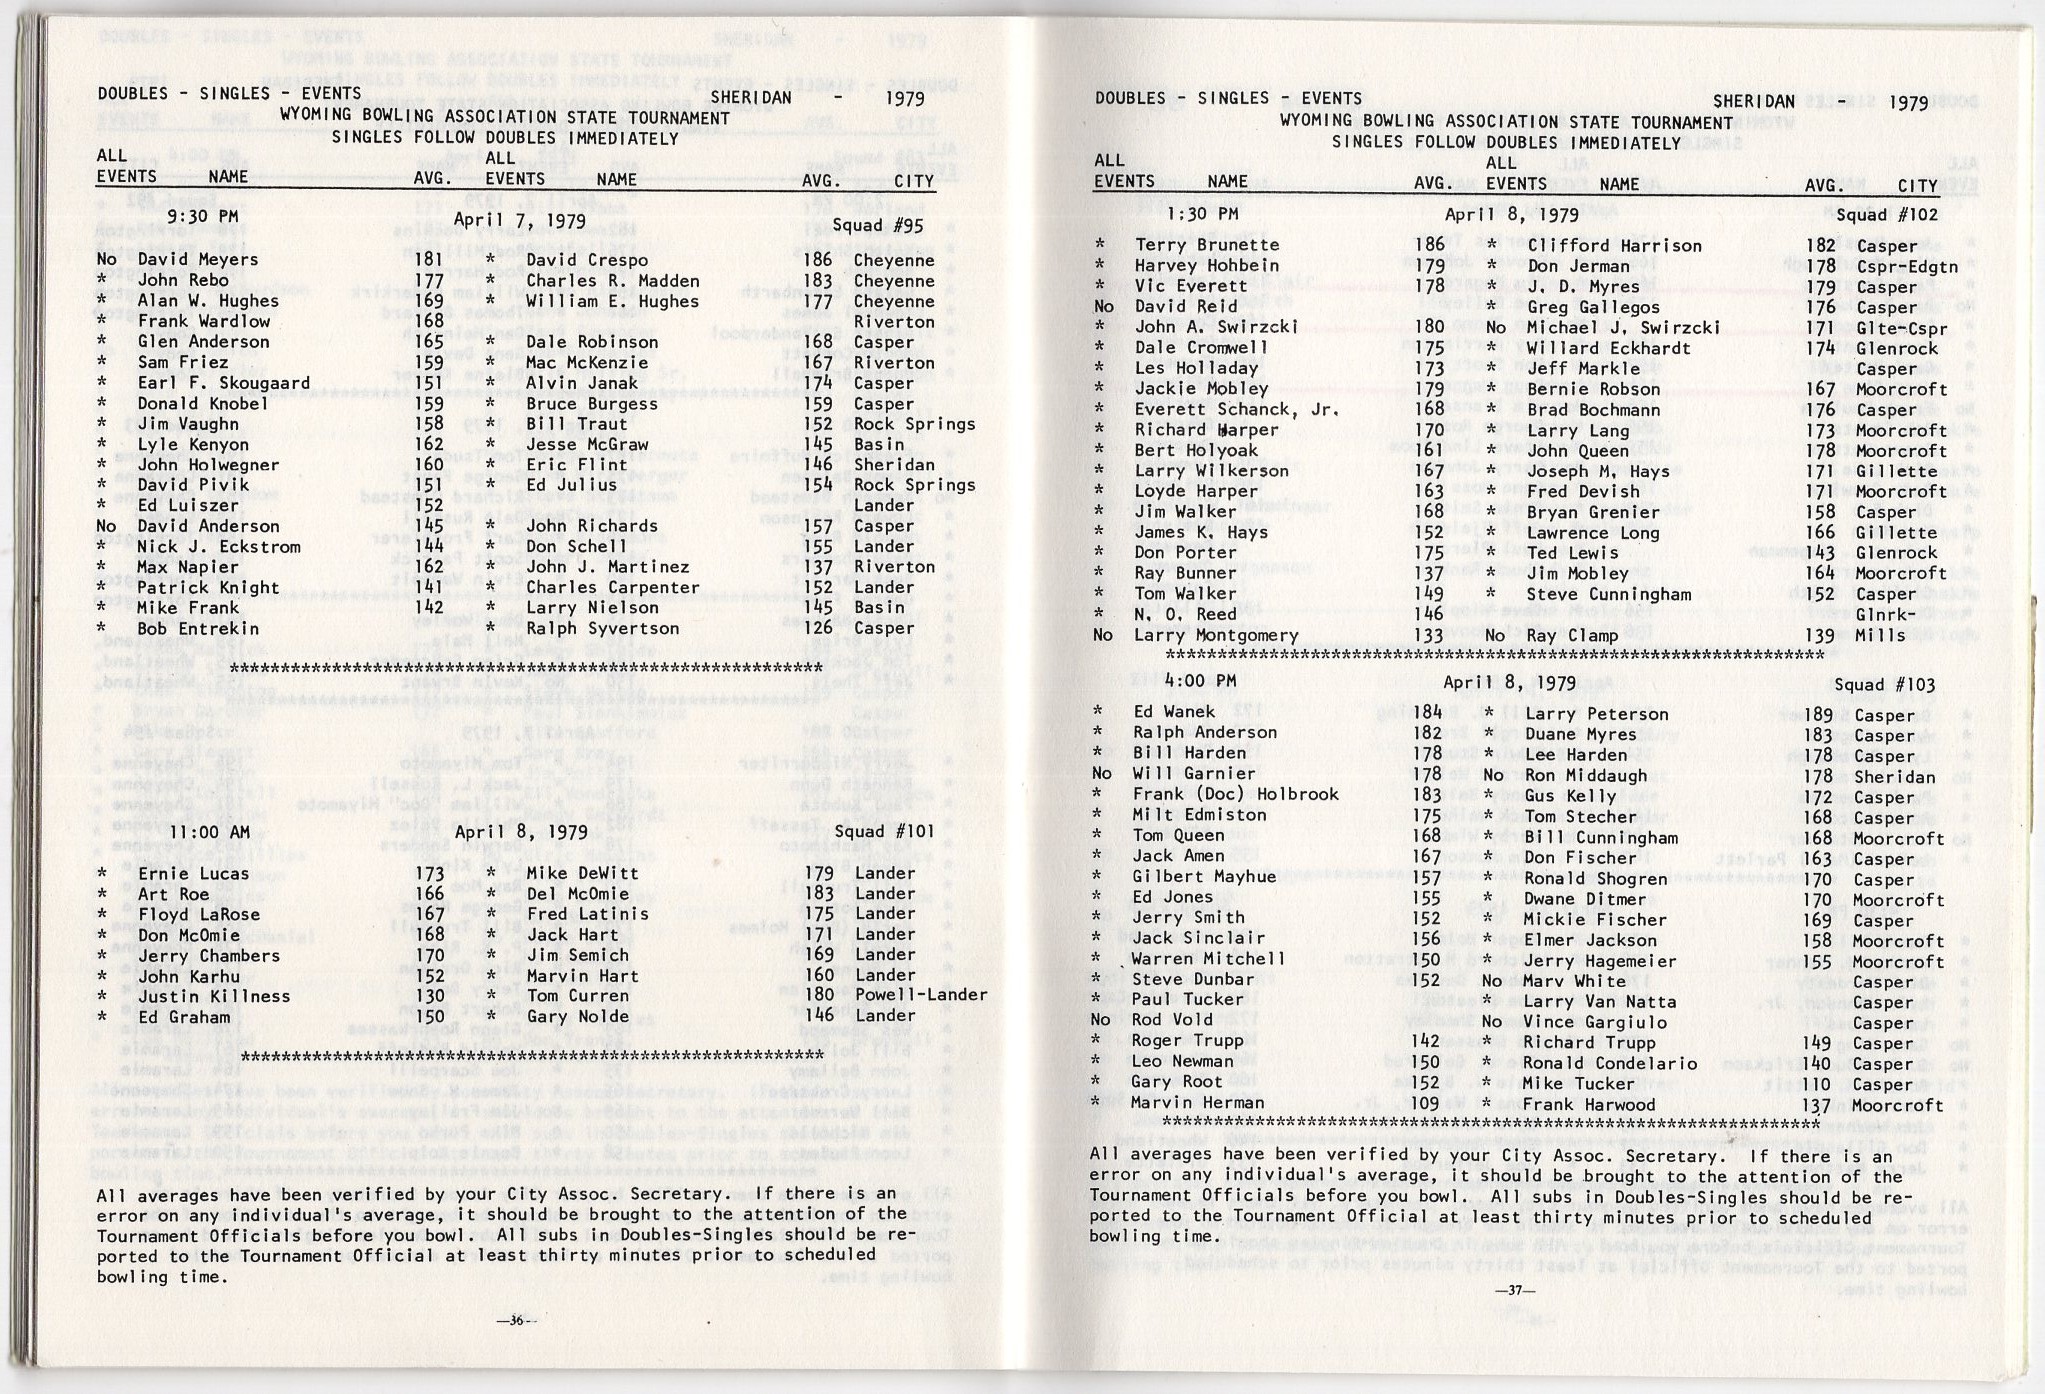 DOUBLES - SINGLES - EVENTS SHERIDAN - 1979
WYOMING BOWLING ASSOCIATION STATE TOURNAMENT
SINGLES FOLLOW DOUBLES IMMEDIATELY
ALL ALL
EVENTS NAME AVG. EVENTS NAME AVG. CITY
9:30 PM April 7, 1979 Squad #95
No David Meyers 181 * David Crespo 186 Cheyenne
* John Rebo 177 * Charles R. Madden 183 Cheyenne
* Alan W. Hughes 169 * William E. Hughes 177 Cheyenne
* Frank Wardlow 168 Riverton
* Glen Anderson 165 * Dale Robinson 168 Casper
* Sam Friez 159 * Mac McKenzie 167 Riverton
* Earl F. Skougaard 151 * Alvin Janak 174 Casper
* Donald Knobel 159 * Bruce Burgess 159 Casper
* Jim Vaughn 158 * Bill Traut 152 Rock Springs
* Lyle Kenyon 162 * Jesse McGraw 145 Basin
* John Holwegner 160 * Eric Flint 146 Sheridan
* David Pivik 151 * Ed Julius 154 Rock Springs
* Ed Luiszer 152 Lander
No David Anderson 145 * John Richards 157 Casper
* Nick J. Eckstrom 144 * Don Schell 155 Lander
* Max Napier 162 * John J. Martinez 137 Riverton
* Patrick Knight 141 * Charles Carpenter 152 Lander
* Mike Frank 142 * Larry Nielson 145 Basin
* Bob Entrekin * Ralph Syvertson 126 Casper
**********************************************************
11:00 AM April 8, 1979 Squad #101
* Ernie Lucas 173 * Mike DeWitt 179 Lander
* Art Roe 166 * Del McOmie 183 Lander
* Floyd LaRose 167 * Fred Latinis 175 Lander
* Don McOmie 168 * Jack Hart 171 Lander
* Jerry Chambers 170 * Jim Semich 169 Lander
* John Karhu 152 * Marvin Hart 160 Lander
* Justin Killness 130 * Tom Curren 180 Powell-Lander
* Ed Graham 150 * Gary Nolde 146 Lander
*********************************************************
All averages have been verified by your City Assoc. Secretary. If there is an
error on any individual's average, it should be brought to the attention of the
Tournament Officials before you bowl. All subs in Doubles-Singles should be re-
ported to the Tournament Official at least thirty minutes prior to scheduled
bowling time.
—36—
DOUBLES - SINGLES - EVENTS SHERIDAN - 1979
WYOMING BOWLING ASSOCIATION STATE TOURNAMENT
SINGLES FOLLOW DOUBLES IMMEDIATELY
ALL ALL
EVENTS NAME AVG. EVENTS NAME AVG. CITY
1:30 PM April 8, 1979 Squad #102
* Terry Brunette 186 * Clifford Harrison 182 Casper
* Harvey Hohbein 179 * Don Jerman 178 Cspr-Edgtn
* Vic Everett 178 * J. D. Myres 179 Casper
No David Reid * Greg Gallegos 176 Casper
* John A. Swirzcki 180 No Michael J. Swirzcki 171 Glte-Cspr
* Dale Cromwell 175 * Willard Eckhardt 174 Glenrock
* Les Holladay 173 * Jeff Markle Casper
* Jackie Mobley 179 * Bernie Robson 167 Moorcroft
* Everett Schanck, Jr. 168 * Brad Bochmann 176 Casper
* Richard Harper 170 * Larry Lang 173 Moorcroft
* Bert Holyoak 161 * John Queen 178 Moorcroft
* Larry Wilkerson 167 * Joseph M. Hays 171 Gillette
* Loyde Harper 163 * Fred Devish 171 Moorcroft
* Jim Walker 168 * Bryan Grenier 158 Casper
* James K. Hays 152 * Lawrence Long 166 Gillette
* Don Porter 175 * Ted Lewis 143 Glenrock
* Ray Bunner 137 * Jim Mobley 164 Moorcroft
* Tom Walker 149 * Steve Cunningham 152 Casper
* N. O. Reed 146 Glnrk-
No Larry Montgomery 133 No Ray Clamp 139 Mills
*****************************************************************
4:00 PM April 8, 1979 Squad #103
* Ed Wanek 184 * Larry Peterson 189 Casper
* Ralph Anderson 182 * Duane Myres 183 Casper
* Bill Harden 178 * Lee Harden 178 Casper
No Will Garnier 178 No Ron Middaugh 178 Sheridan
* Frank (Doc) Holbrook 183 * Gus Kelly 172 Casper
* Milt Edmiston 175 * Tom Stecher 168 Casper
* Tom Queen 168 * Bill Cunningham 168 Moorcroft
* Jack Amen 167 * Don Fischer 163 Casper
* Gilbert Mayhue 157 * Ronald Shogren 170 Casper
* Ed Jones 155 * Dwane Ditmer 170 Moorcroft
* Jerry Smith 152 * Mickie Fischer 169 Casper
* Jack Sinclair 156 * Elmer Jackson 158 Moorcroft
* Warren Mitchell 150 * Jerry Hagemeier 155 Moorcroft
* Steve Dunbar 152 No Marv White Casper
* Paul Tucker * Larry Van Natta Casper
No Rod Vold No Vince Gargiulo Casper
* Roger Trupp 142 * Richard Trupp 149 Casper
* Leo Newman 150 * Ronald Condelario 140 Casper
* Gary Root 152 * Mike Tucker 110 Casper
* Marvin Herman 109 * Frank Harwood 137 Moorcroft
*****************************************************************
All averages have been verified by your City Assoc. Secretary. If there is an
error on any individual's average, it should be brought to the attention of the
Tournament Officials before you bowl. All subs in Doubles-Singles should be re-
ported to the Tournament Official at least thirty minutes prior to scheduled
bowling time.
—37—